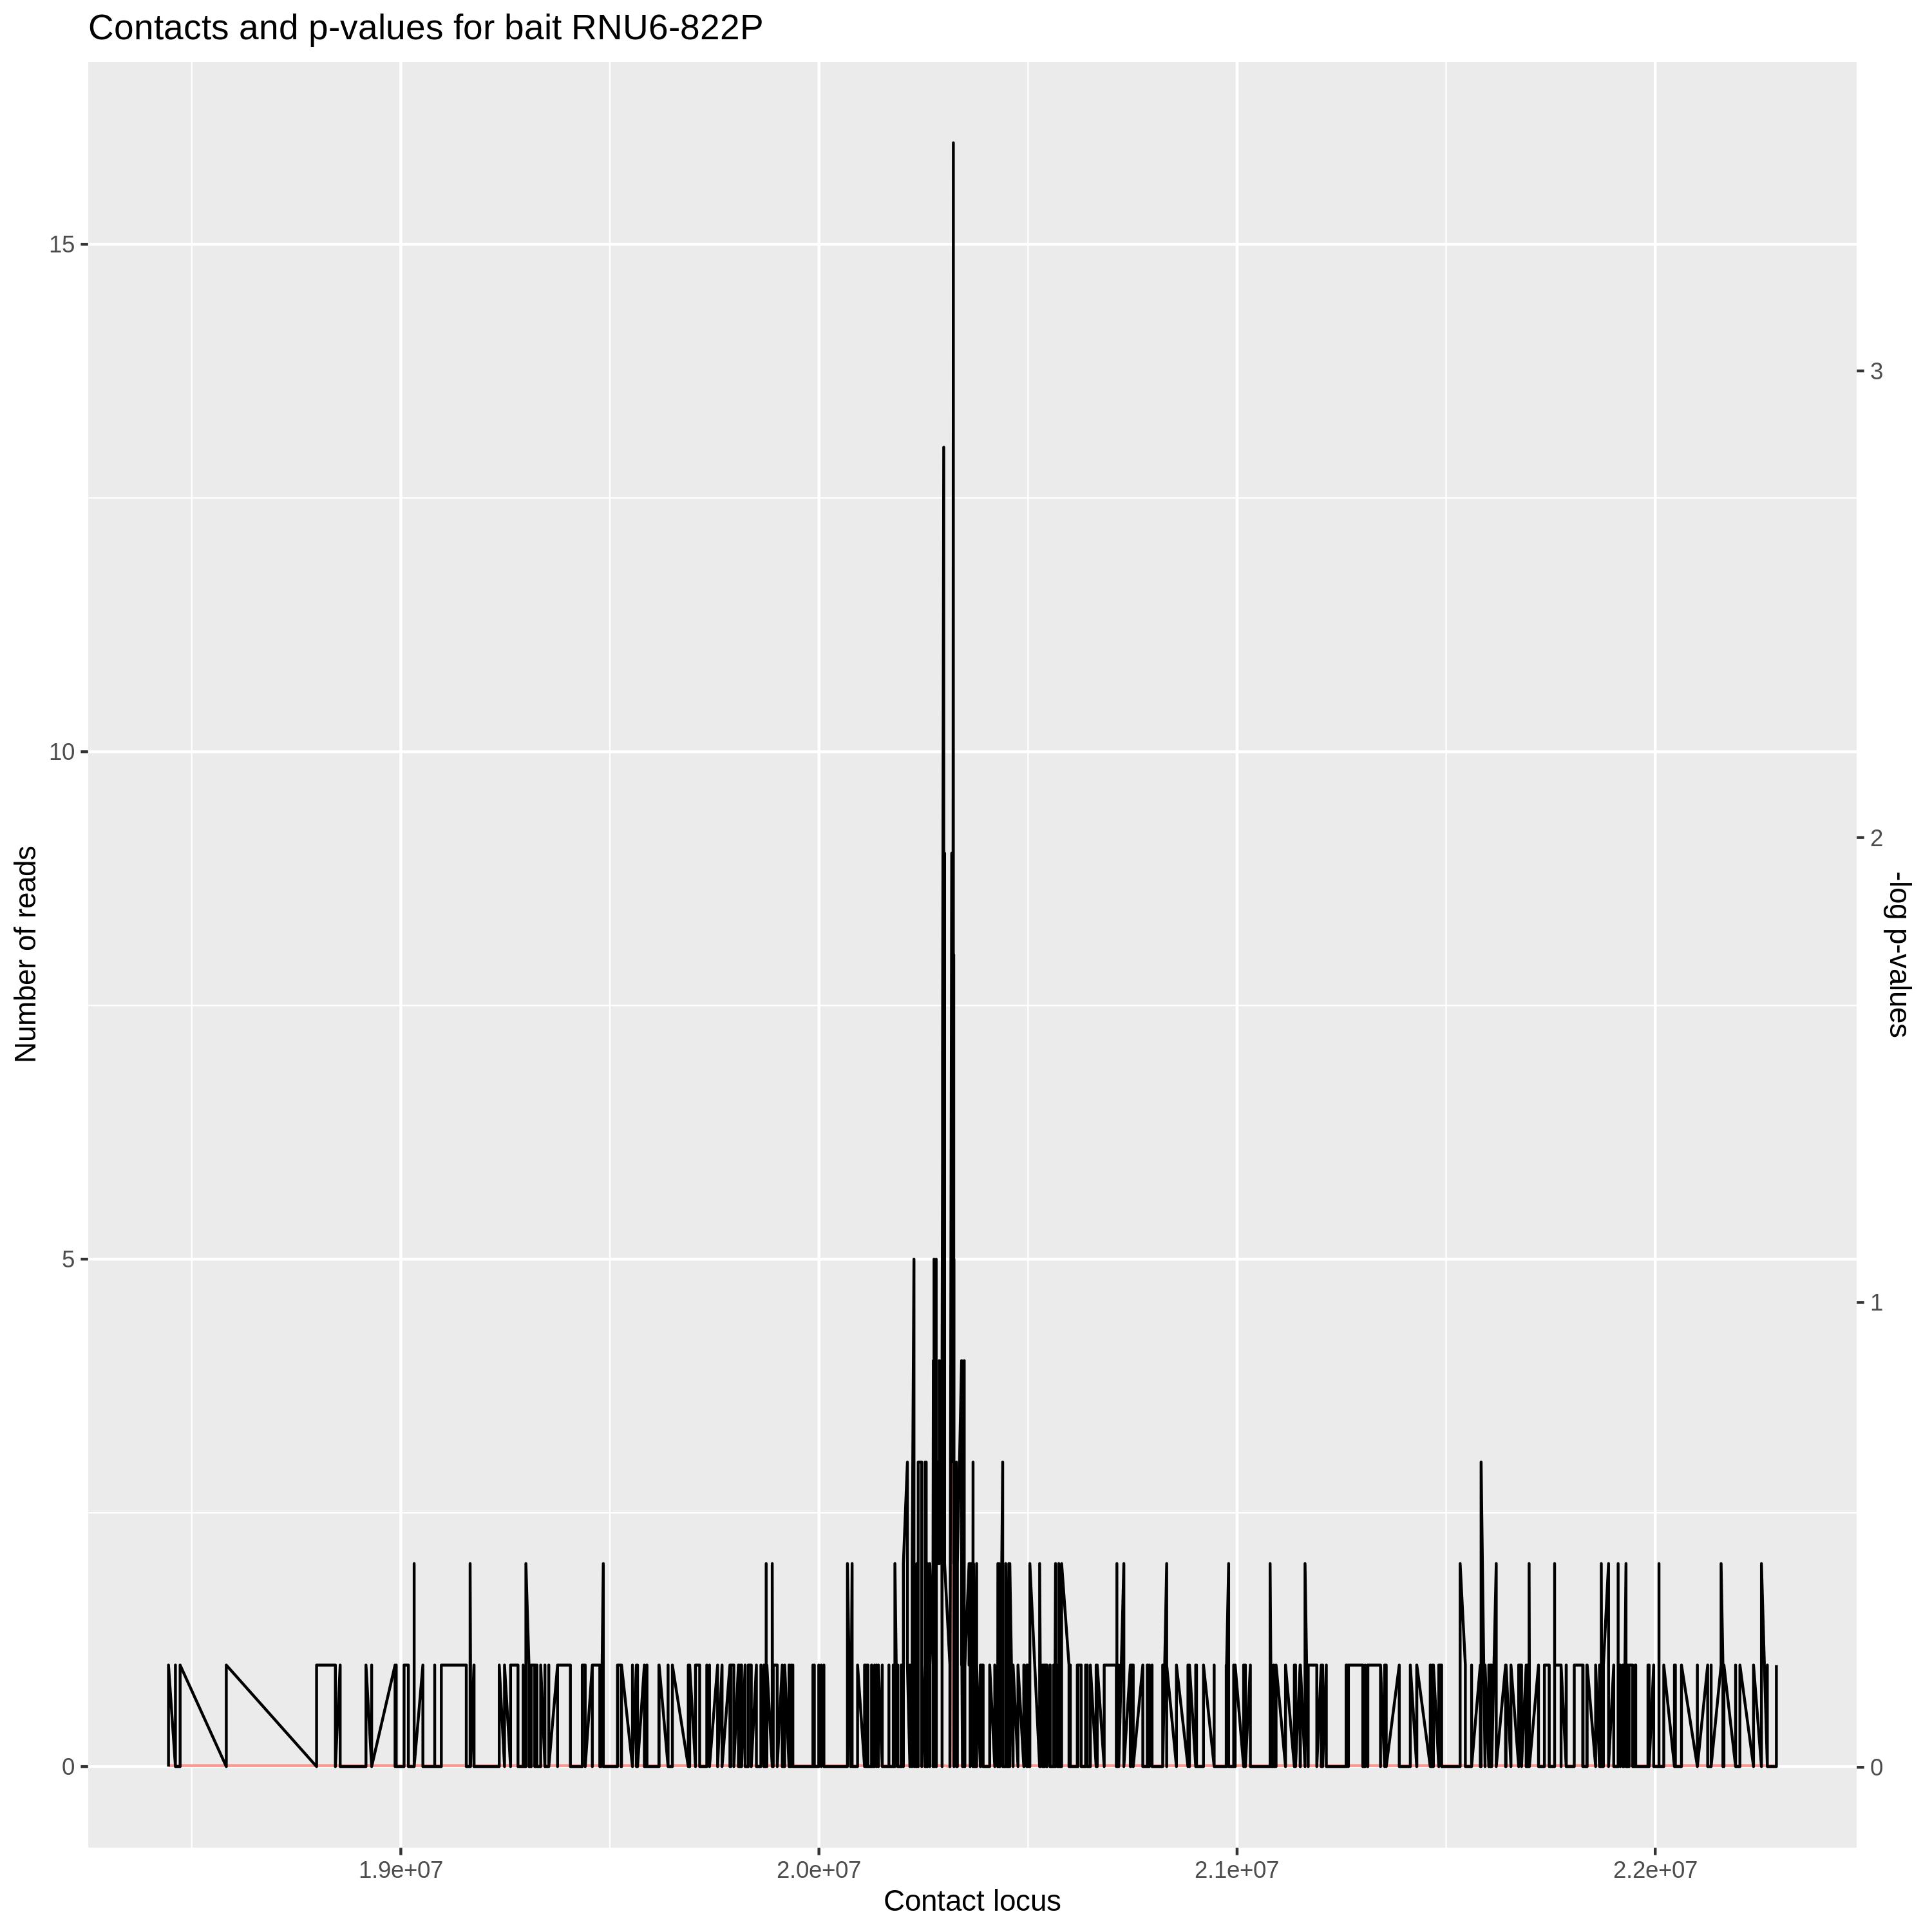 Contacts and p-values for bait RNU6-822P
15
10
5
0
Number of reads
3
2
1
0
-log p-values
1.9e+07
2.0e+07
2.1e+07
2.2e+07
Contact locus